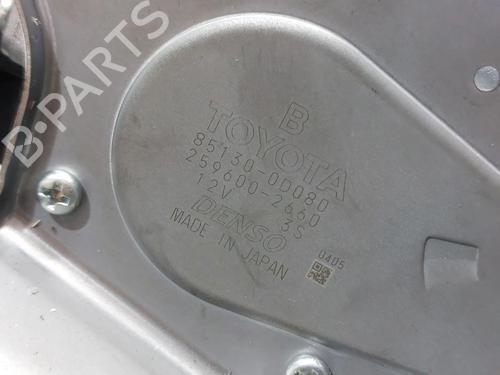 B-PARTS
B
TOYOTA
85130-0D080
259600-2660
12V 3S
DENSO
MADE IN JAPAN
0405